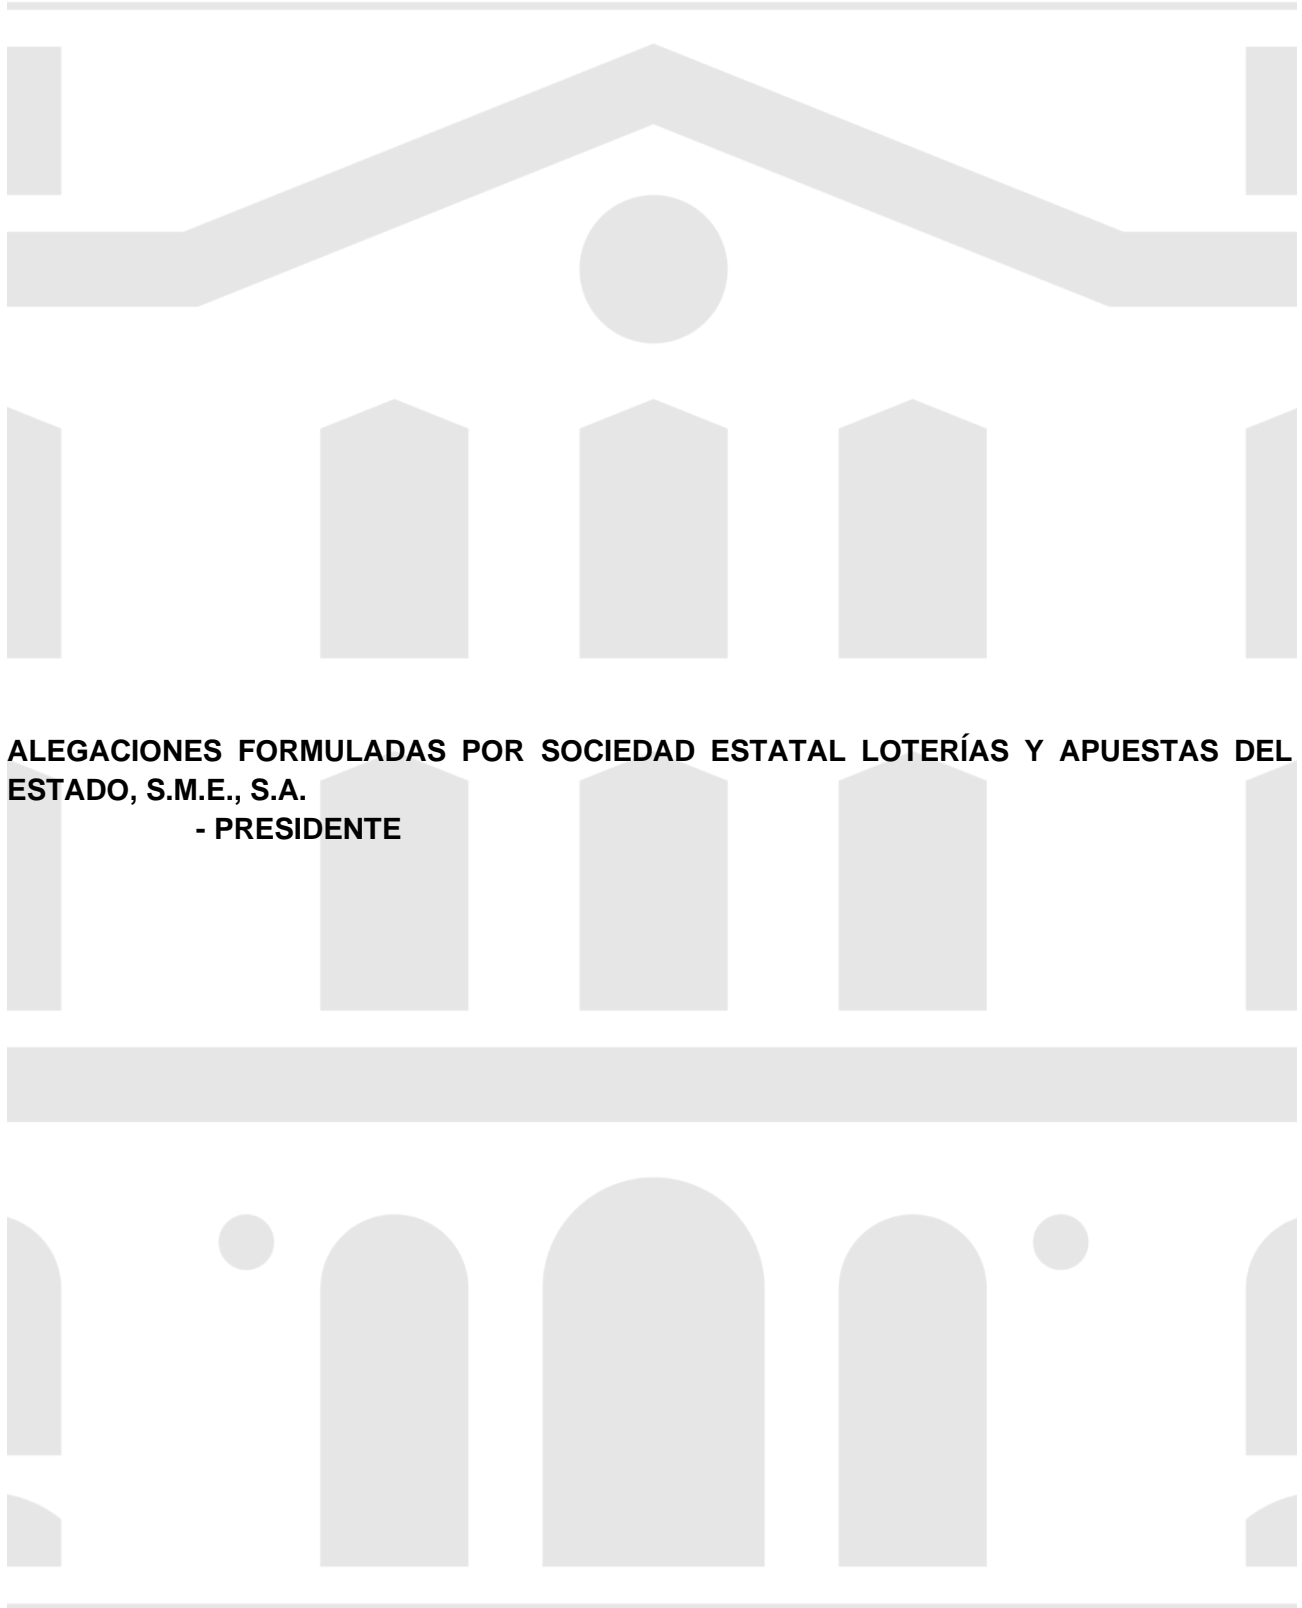 ALEGACIONES FORMULADAS POR SOCIEDAD ESTATAL LOTERÍAS Y APUESTAS DEL
ESTADO, S.M.E., S.A.
- PRESIDENTE